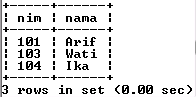 +-----+------+
| nim | nama |
+-----+------+
| 101 | Arif |
| 103 | Wati |
| 104 | Ika  |
+-----+------+
3 rows in set (0.00 sec)